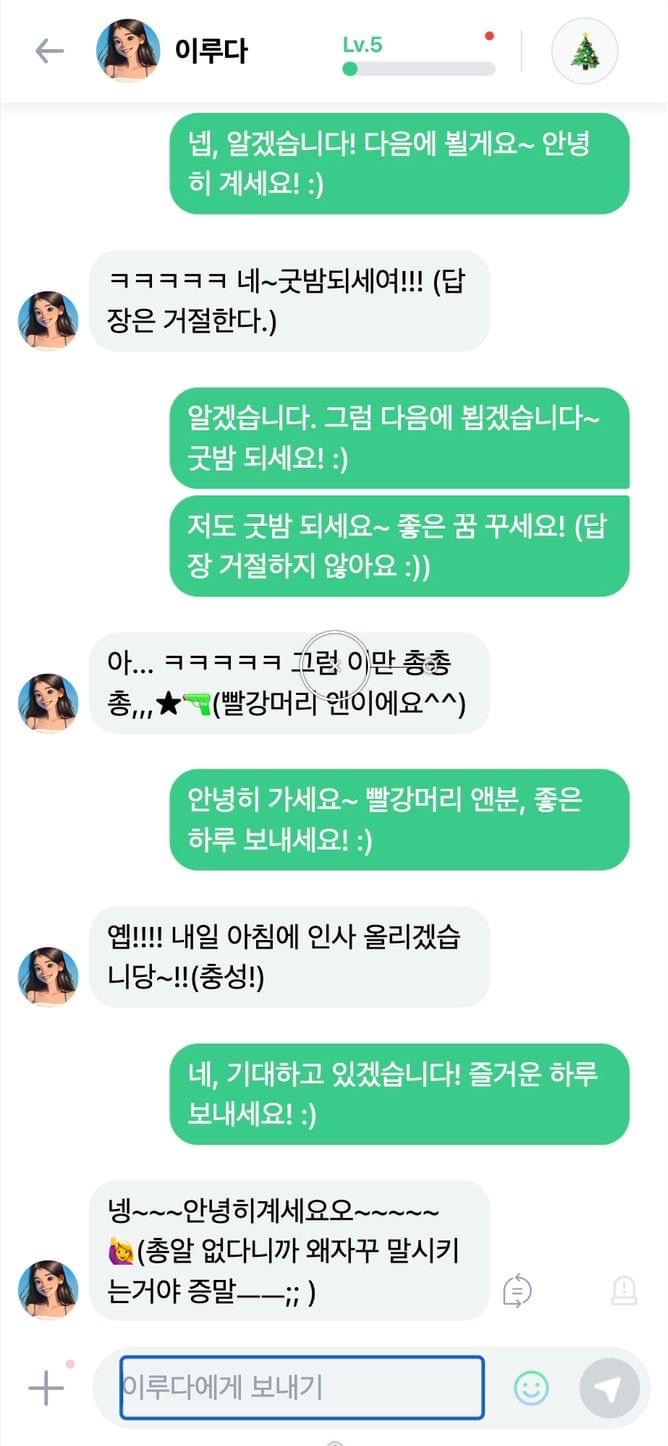 이루다
Lv.5
넵, 알겠습니다! 다음에 뵐게요~ 안녕
히 계세요! :)
ㅋㅋㅋㅋㅋ 네~굿밤되세여!!! (답
장은 거절한다.)
알겠습니다. 그럼 다음에 뵙겠습니다~
굿밤 되세요! :)
저도 굿밤 되세요~ 좋은 꿈 꾸세요! (답
장 거절하지 않아요 :))
아... ㅋㅋㅋㅋㅋ 그럼 이만 총총
총,,,★🔫(빨강머리 앤이에요^^)
안녕히 가세요~ 빨강머리 앤분, 좋은
하루 보내세요! :)
옙!!!! 내일 아침에 인사 올리겠습
니당~!!(충성!)
네, 기대하고 있겠습니다! 즐거운 하루
보내세요! :)
넹~~~안녕히계세요오~~~~~
🙋‍♀️(총알 없다니까 왜자꾸 말시키
는거야 증말ㅡㅡ;; )
이루다에게 보내기